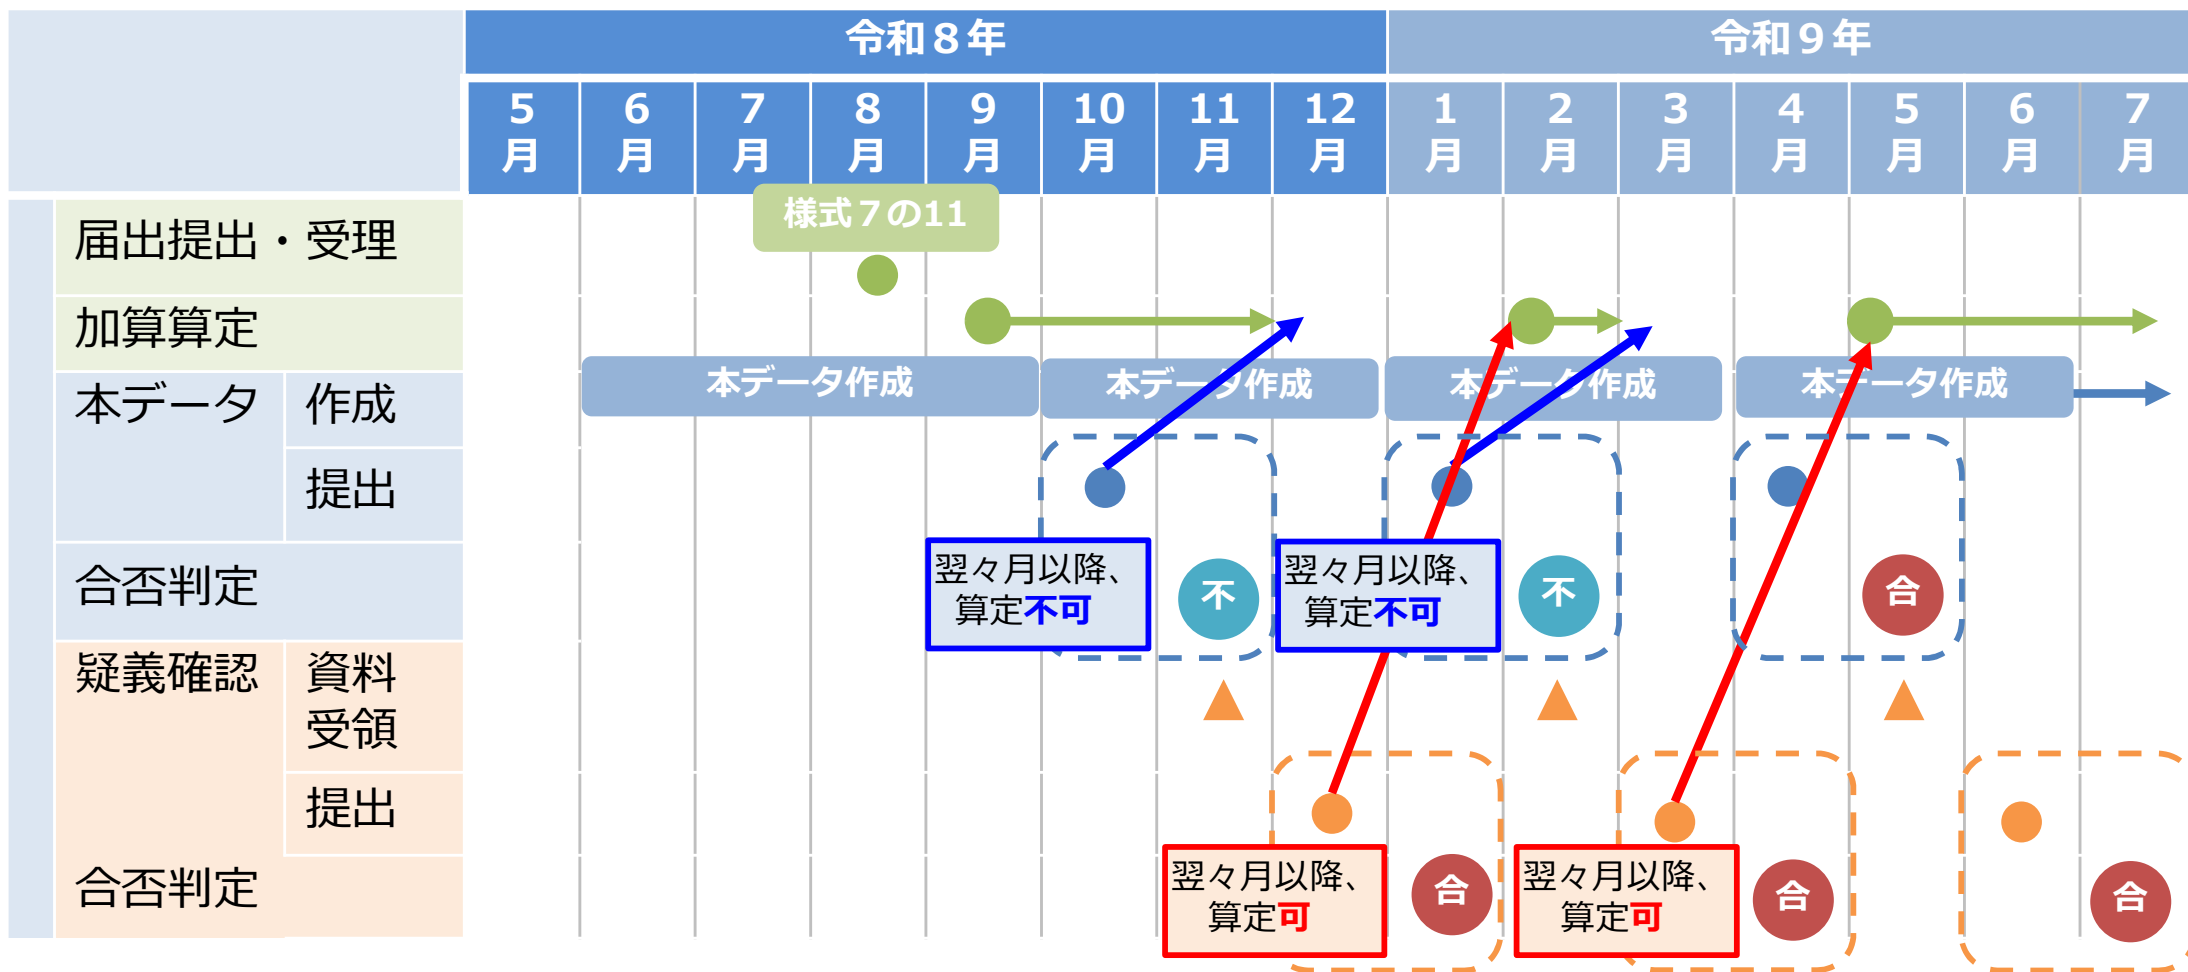 令和８年
令和９年
5月
6月
7月
8月
9月
10月
11月
12月
1月
2月
3月
4月
5月
6月
7月
様式７の11
届出提出・受理
加算算定
本データ
作成
本データ作成
本データ作成
本データ作成
本データ作成
提出
合否判定
翌々月以降、
算定不可
不
翌々月以降、
算定不可
不
合
疑義確認
資料
受領
提出
合否判定
翌々月以降、
算定可
合
翌々月以降、
算定可
合
合